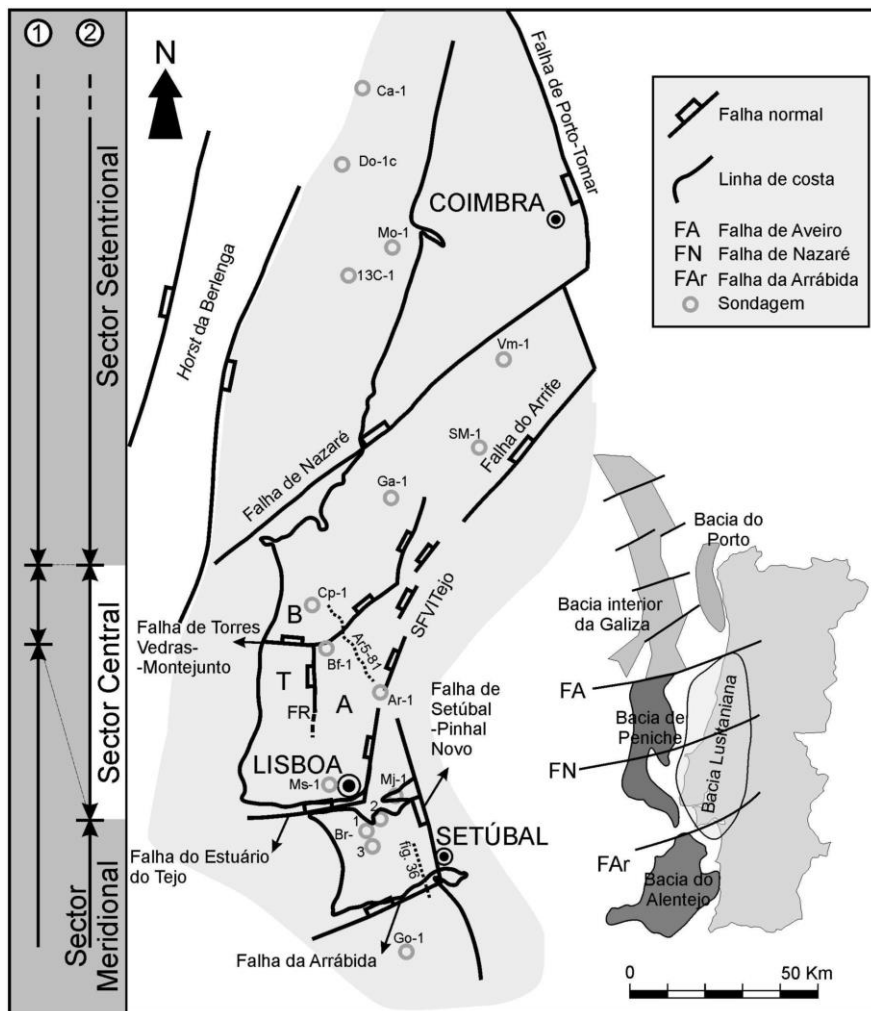 1
2
N
Sector Setentrional
Sector Central
Sector
Meridional
Ca-1
Do-1c
Mo-1
13C-1
COIMBRA
Falha de Porto-Tomar
Horst da Berlenga
Vm-1
SM-1
Falha do Arrife
Falha de Nazaré
Ga-1
SFVITejo
B
Cp-1
Falha de Torres
Vedras-
-Montejunto
Bf-1
Ar5-81
T
FR
A
Ar-1
Falha de
Setúbal
-Pinhal
Novo
LISBOA
Ms-1
Mj-1
2
1
Br-
3
SETÚBAL
fig. 36
Falha do Estuário
do Tejo
Falha da Arrábida
Go-1
Falha normal
Linha de costa
FA Falha de Aveiro
FN Falha de Nazaré
FAr Falha da Arrábida
Sondagem
Bacia do
Porto
Bacia interior
da Galiza
FA
Bacia de
Peniche
Bacia Lusitaniana
FN
FAr
Bacia do
Alentejo
0 50 Km